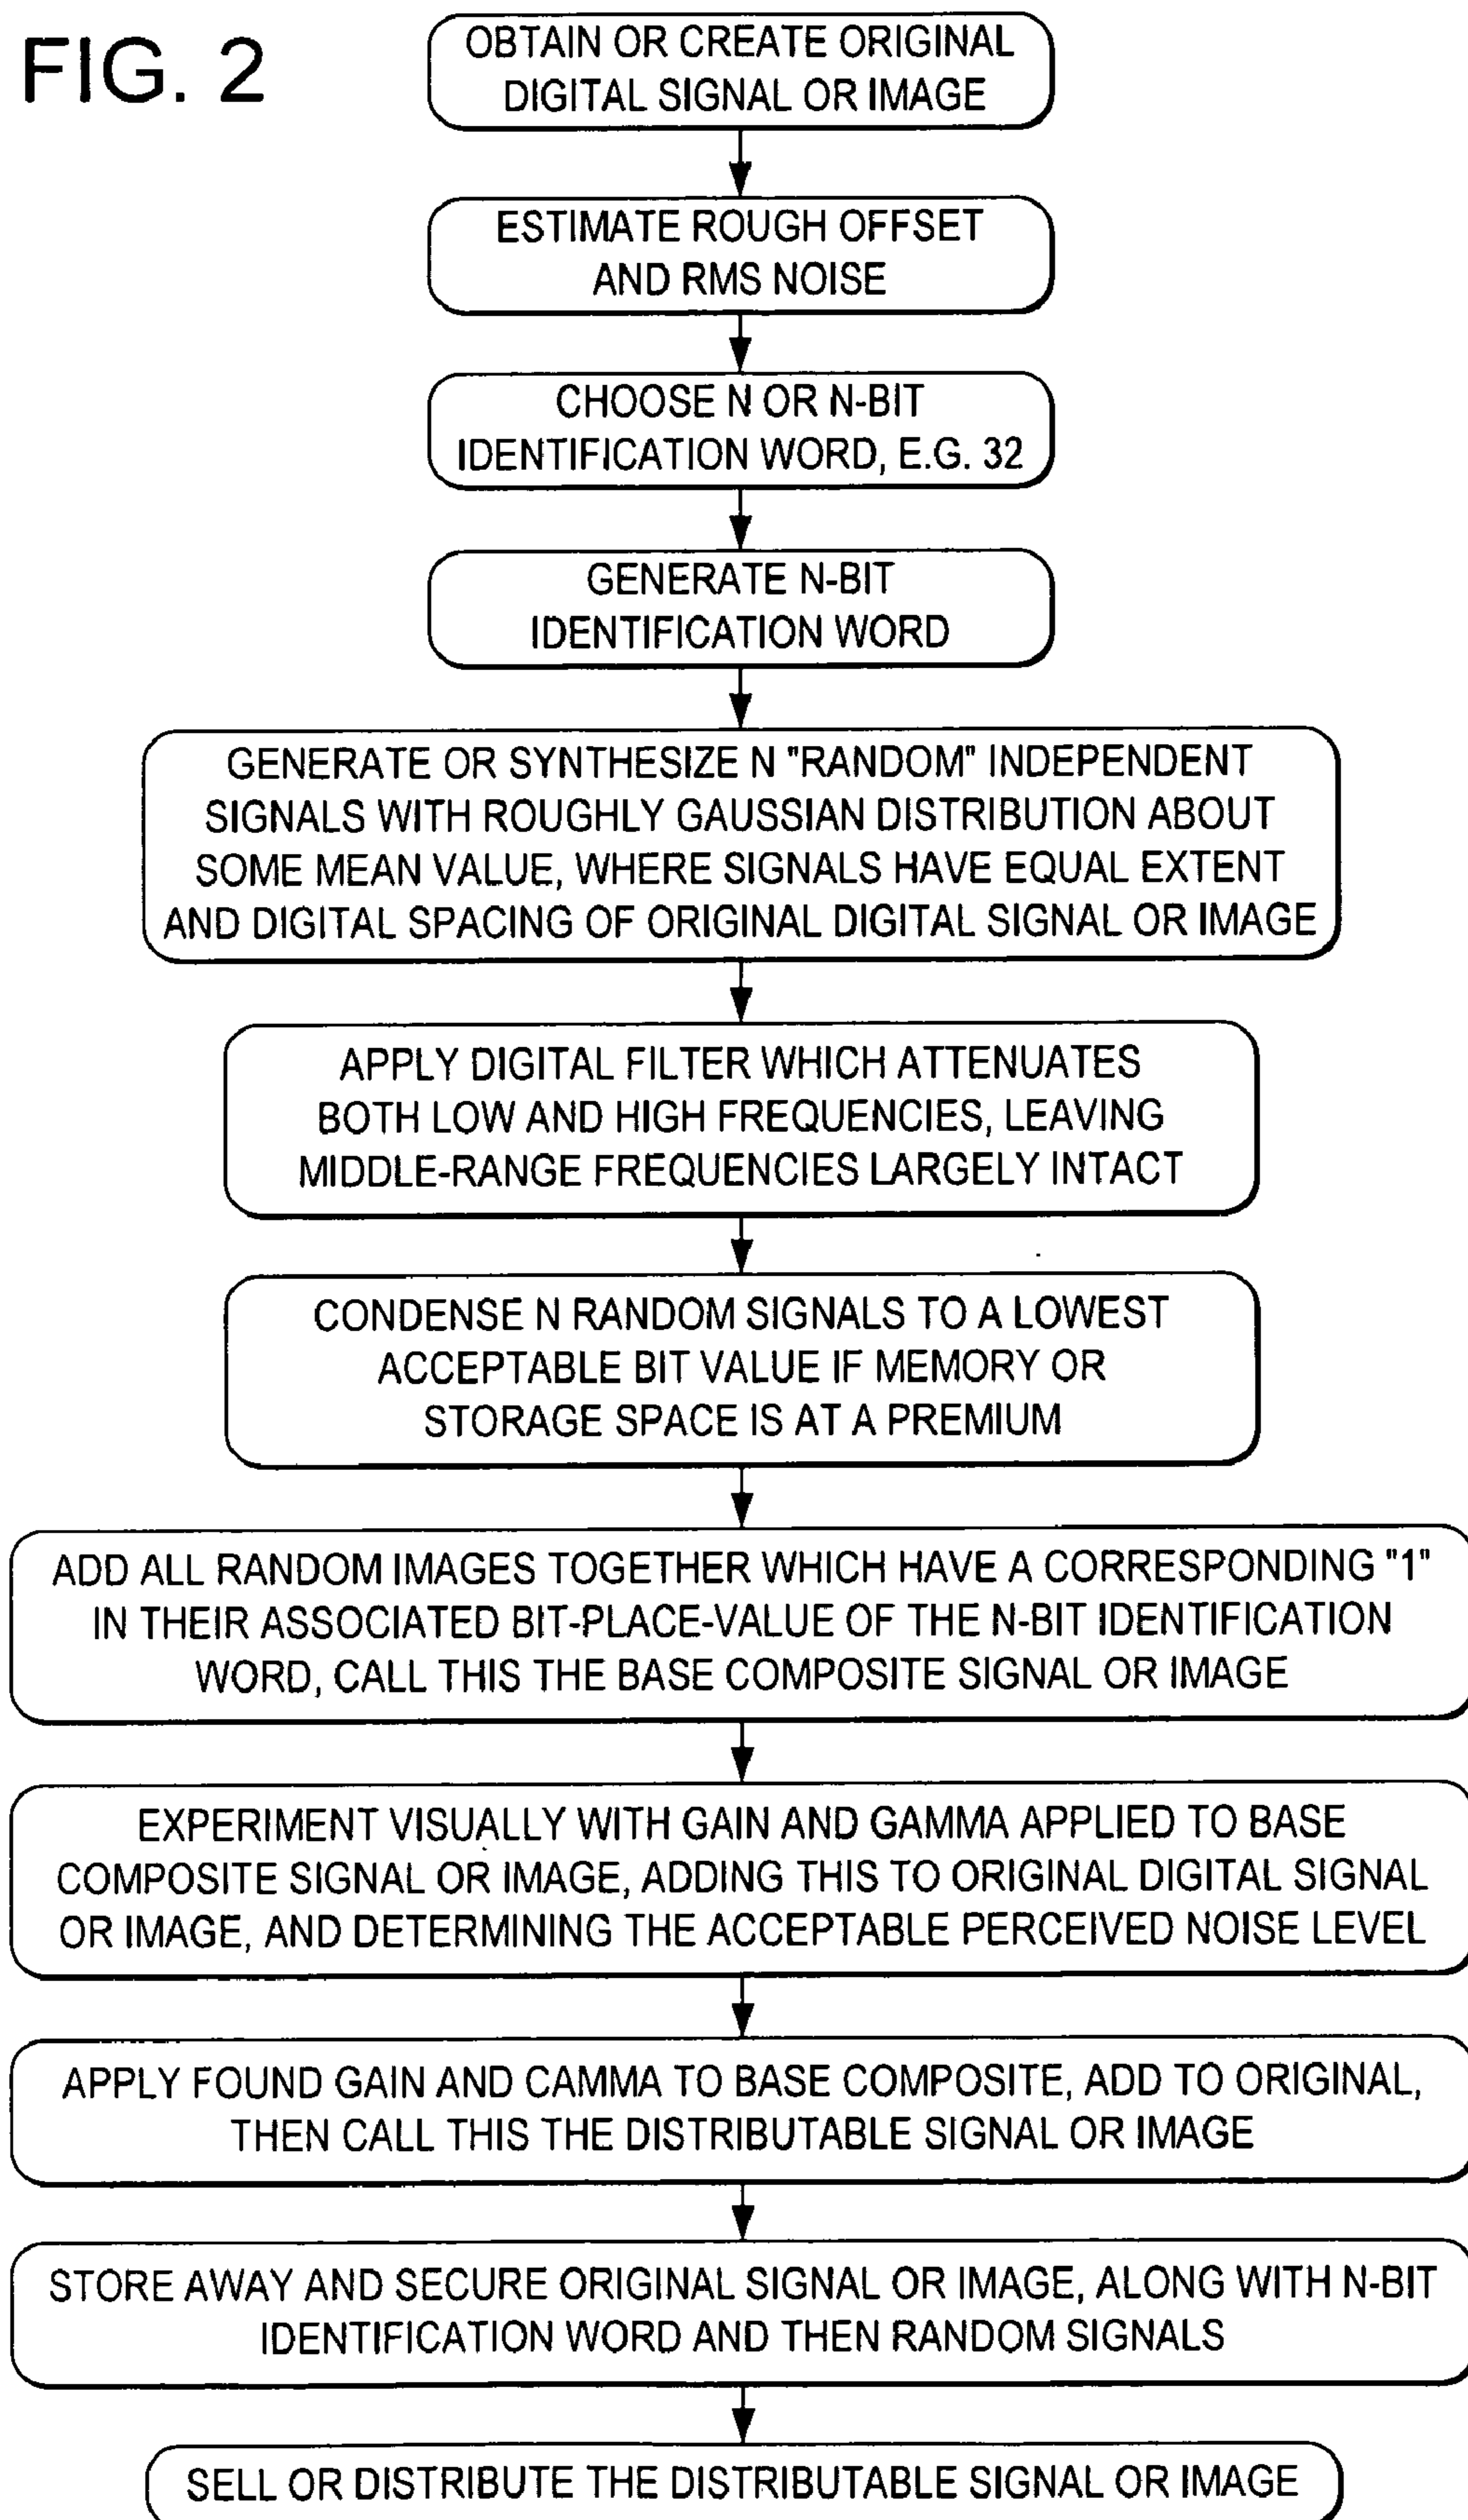 FIG. 2
OBTAIN OR CREATE ORIGINAL
DIGITAL SIGNAL OR IMAGE
ESTIMATE ROUGH OFFSET
AND RMS NOISE
CHOOSE N OR N-BIT
IDENTIFICATION WORD, E.G. 32
GENERATE N-BIT
IDENTIFICATION WORD
GENERATE OR SYNTHESIZE N "RANDOM" INDEPENDENT
SIGNALS WITH ROUGHLY GAUSSIAN DISTRIBUTION ABOUT
SOME MEAN VALUE, WHERE SIGNALS HAVE EQUAL EXTENT
AND DIGITAL SPACING OF ORIGINAL DIGITAL SIGNAL OR IMAGE
APPLY DIGITAL FILTER WHICH ATTENUATES
BOTH LOW AND HIGH FREQUENCIES, LEAVING
MIDDLE-RANGE FREQUENCIES LARGELY INTACT
CONDENSE N RANDOM SIGNALS TO A LOWEST
ACCEPTABLE BIT VALUE IF MEMORY OR
STORAGE SPACE IS AT A PREMIUM
ADD ALL RANDOM IMAGES TOGETHER WHICH HAVE A CORRESPONDING "1"
IN THEIR ASSOCIATED BIT-PLACE-VALUE OF THE N-BIT IDENTIFICATION
WORD, CALL THIS THE BASE COMPOSITE SIGNAL OR IMAGE
EXPERIMENT VISUALLY WITH GAIN AND GAMMA APPLIED TO BASE
COMPOSITE SIGNAL OR IMAGE, ADDING THIS TO ORIGINAL DIGITAL SIGNAL
OR IMAGE, AND DETERMINING THE ACCEPTABLE PERCEIVED NOISE LEVEL
APPLY FOUND GAIN AND CAMMA TO BASE COMPOSITE, ADD TO ORIGINAL,
THEN CALL THIS THE DISTRIBUTABLE SIGNAL OR IMAGE
STORE AWAY AND SECURE ORIGINAL SIGNAL OR IMAGE, ALONG WITH N-BIT
IDENTIFICATION WORD AND THEN RANDOM SIGNALS
SELL OR DISTRIBUTE THE DISTRIBUTABLE SIGNAL OR IMAGE